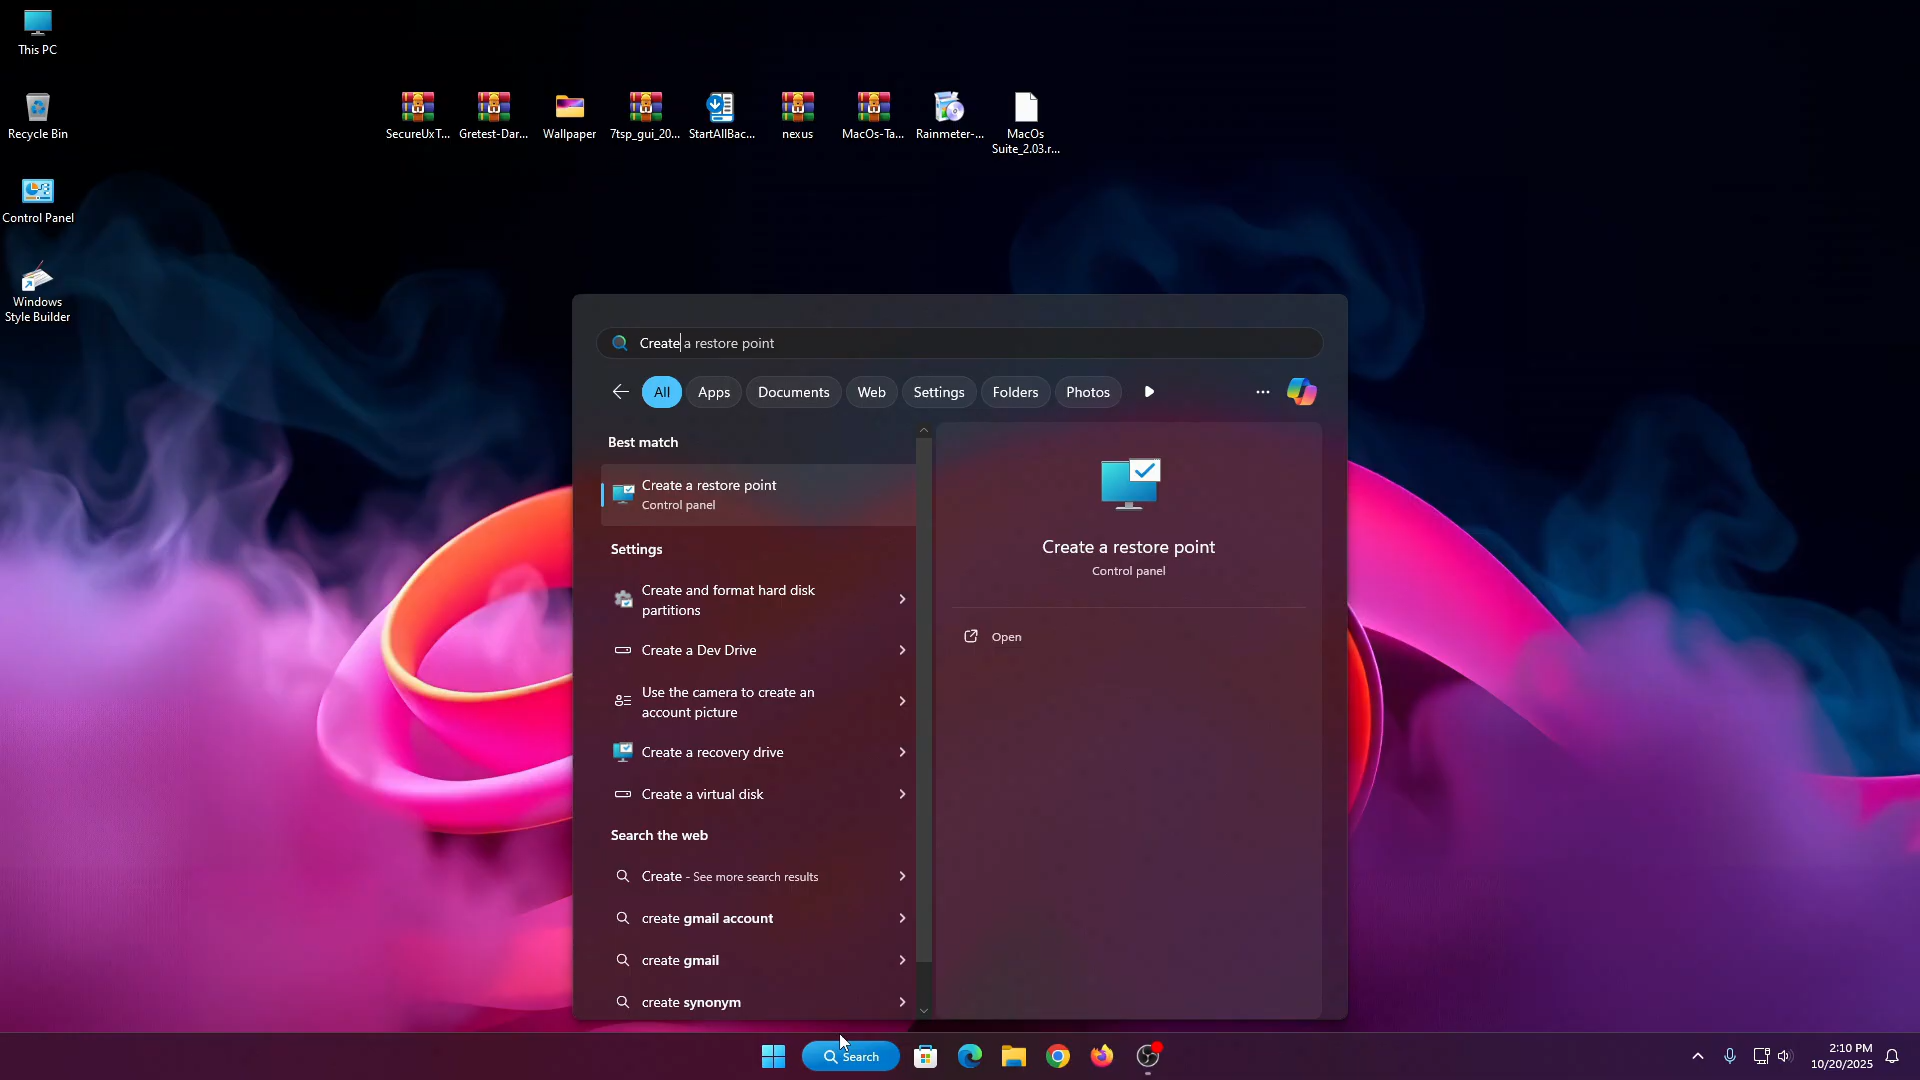 This PC
Recycle Bin
Control Panel
Windows
Style Builder
SecureUxT...
Gretest-Dar...
Wallpaper
7tsp_gui_20...
StartAllBac...
nexus
MacOs-Ta...
Rainmeter-...
MacOs
Suite_2.03.r...
Create a restore point
All
Apps
Documents
Web
Settings
Folders
Photos
Best match
Create a restore point
Control panel
Settings
Create and format hard disk
partitions
Create a Dev Drive
Use the camera to create an
account picture
Create a recovery drive
Create a virtual disk
Search the web
Create - See more search results
create gmail account
create gmail
create synonym
Create a restore point
Control panel
Open
Search
2:10 PM
10/20/2025